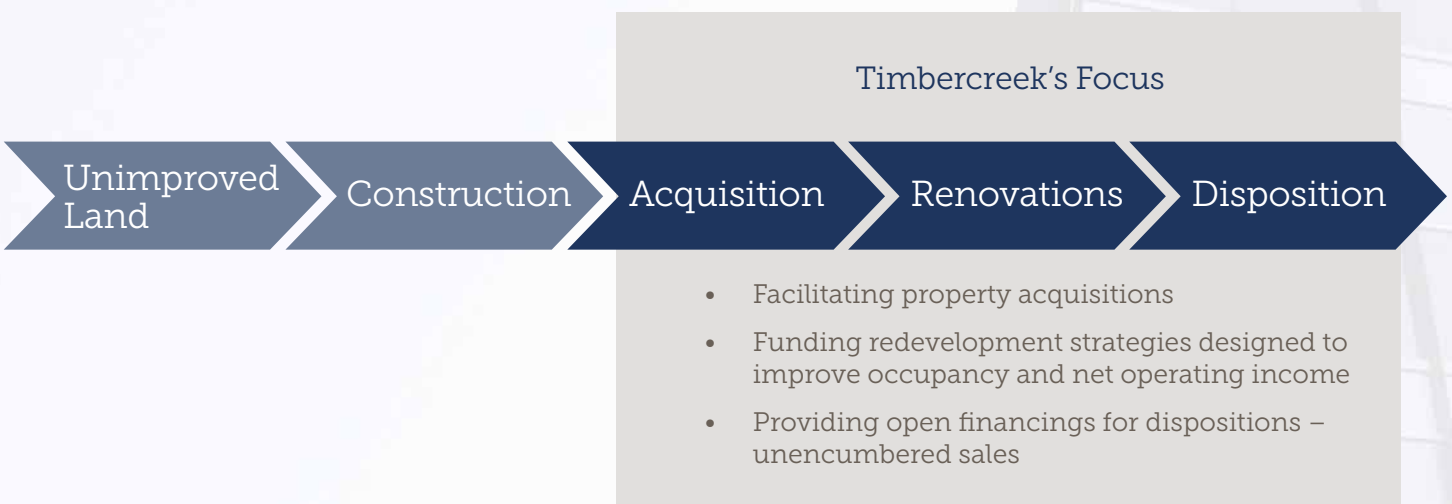 Timbercreek’s Focus
Unimproved
Land
Construction
Acquisition
Renovations
Disposition
• Facilitating property acquisitions
• Funding redevelopment strategies designed to
improve occupancy and net operating income
• Providing open financings for dispositions –
unencumbered sales